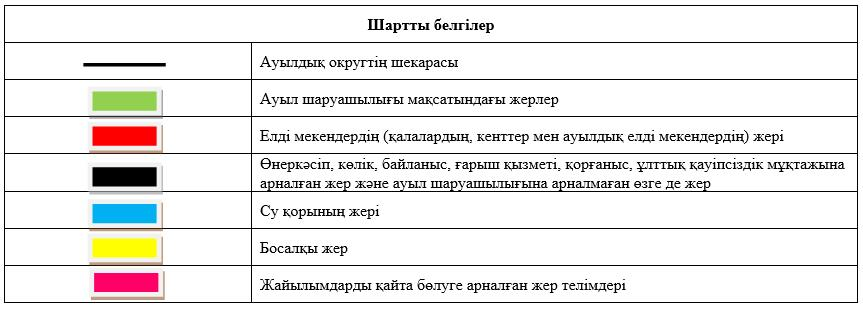 Шартты белгілер
Ауылдық округтің шекарасы
Ауыл шаруашылығы мақсатындағы жерлер
Елді мекендердің (қалалардың, кенттер мен ауылдық елді мекендердің) жері
Өнеркәсіп, көлік, байланыс, ғарыш қызметі, қорғаныс, ұлттық қауіпсіздік мұқтажына
арналған жер және ауыл шаруашылығына арналмаған өзге де жер
Су қорының жері
Босалқы жер
Жайылымдарды қайта бөлуге арналған жер телімдері